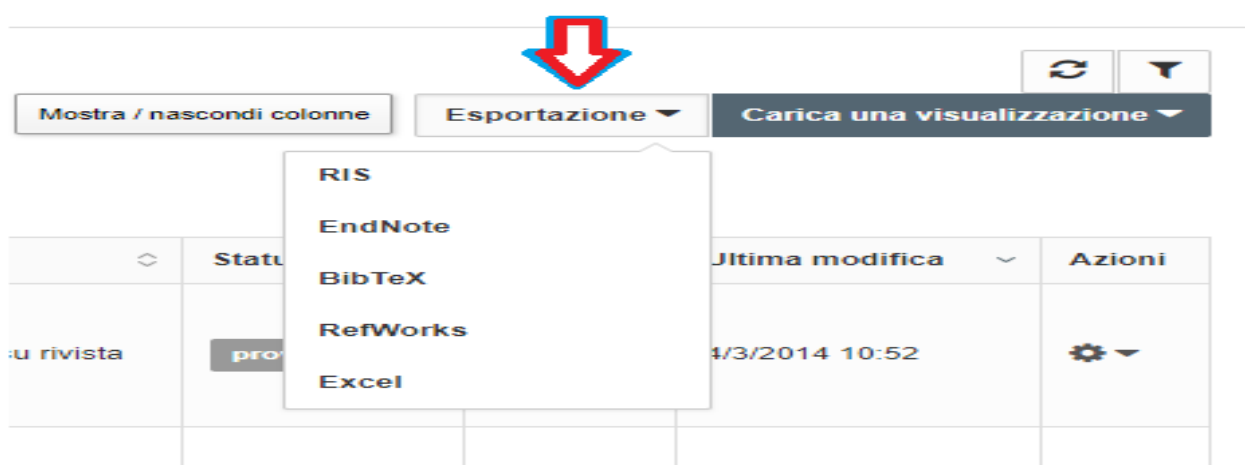 Mostra / nascondi colonne
Esportazione
Carica una visualizzazione
RIS
EndNote
BibTeX
RefWorks
Excel
Ultima modifica
Azioni
rivista
4/3/2014 10:52